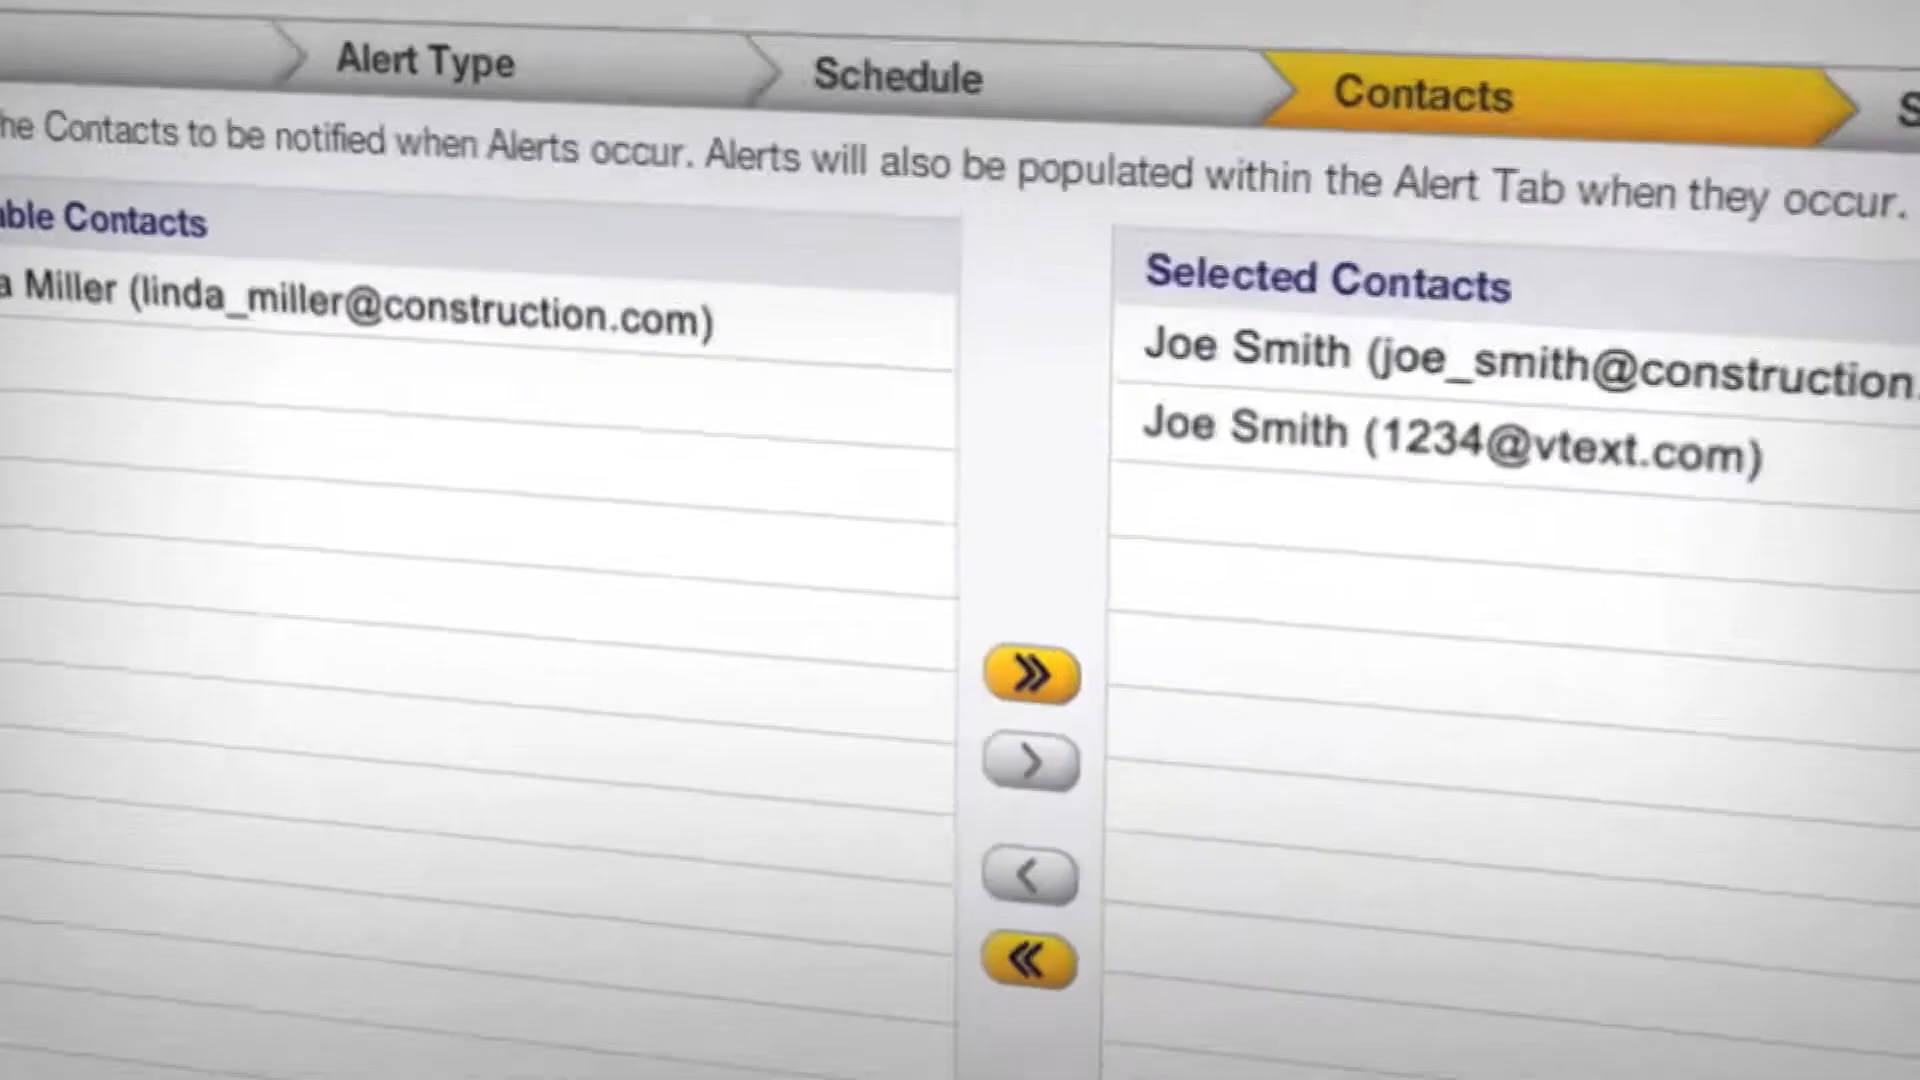 Alert Type
Schedule
Contacts
Contacts to be notified when Alerts occur. Alerts will also be populated within the Alert Tab when they occur.
Contacts
Miller (linda_miller@construction.com)
Selected Contacts
Joe Smith (joe_smith@construction.
Joe Smith (1234@vtext.com)